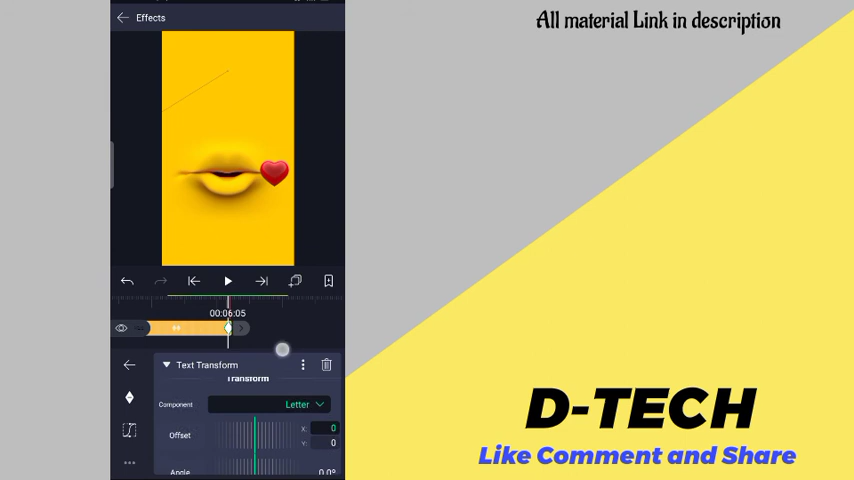 Effects
All material Link in description
00:06:05
Text Transform
Transform
Component
Letter
Offset
X: 0
Y: 0
Angle 0.0°
D-TECH
Like Comment and Share